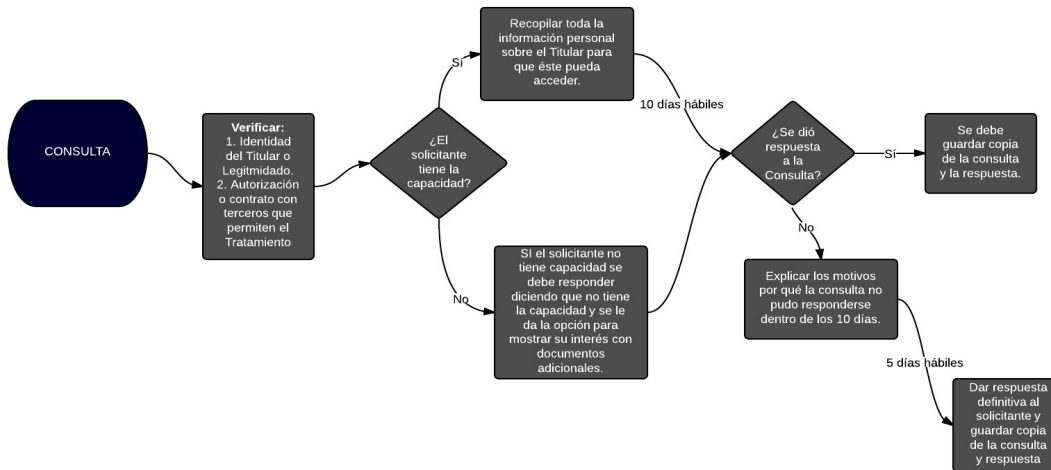 CONSULTA
Verificar:
1. Identidad
del Titular o
Legitmidado.
2. Autorización
o contrato con
terceros que
permiten el
Tratamiento
¿El
solicitante
tiene la
capacidad?
Sí
Recopilar toda la
información personal
sobre el Titular para
que éste pueda
acceder.
10 días hábiles
No
SI el solicitante no
tiene capacidad se
debe responder
diciendo que no tiene
la capacidad y se le
da la opción para
mostrar su interés con
documentos
adicionales.
¿Se dió
respuesta
a la
Consulta?
Sí
Se debe
guardar copia
de la consulta
y la respuesta.
No
Explicar los motivos
por qué la consulta no
pudo responderse
dentro de los 10 días.
5 días hábiles
Dar respuesta
definitiva al
solicitante y
guardar copia
de la consulta
y respuesta